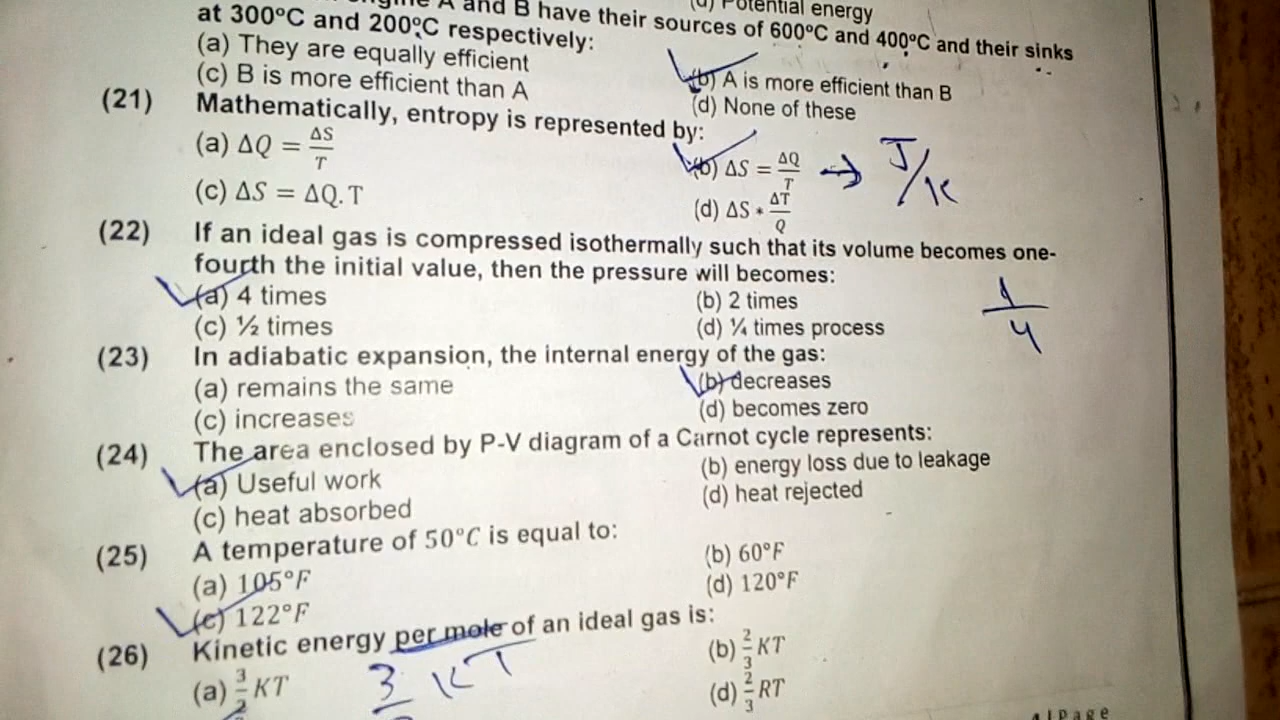 (d) Potential energy
A and B have their sources of 600°C and 400°C and their sinks
at 300°C and 200°C respectively:
(a) They are equally efficient
(b) A is more efficient than B
(c) B is more efficient than A
(d) None of these
(21) Mathematically, entropy is represented by:
(a) ΔQ = ΔS/T
(b) ΔS = ΔQ/T → J/K
(c) ΔS = ΔQ.T
(d) ΔS * ΔT/Q
(22) If an ideal gas is compressed isothermally such that its volume becomes one-
fourth the initial value, then the pressure will becomes:
(a) 4 times
(b) 2 times
1/4
(c) ½ times
(d) ¼ times process
(23) In adiabatic expansion, the internal energy of the gas:
(a) remains the same
(b) decreases
(c) increases
(d) becomes zero
(24) The area enclosed by P-V diagram of a Carnot cycle represents:
(a) Useful work
(b) energy loss due to leakage
(c) heat absorbed
(d) heat rejected
(25) A temperature of 50°C is equal to:
(a) 105°F
(b) 60°F
(c) 122°F
(d) 120°F
(26) Kinetic energy per mole of an ideal gas is:
(a) 3/2 KT
3 KT
(b) 2/3 KT
(d) 2/3 RT
Page